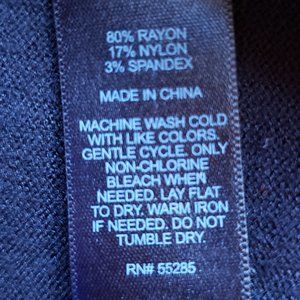 80% RAYON
17% NYLON
3% SPANDEX
MADE IN CHINA
MACHINE WASH COLD
WITH LIKE COLORS.
GENTLE CYCLE. ONLY
NON-CHLORINE
BLEACH WHEN
NEEDED. LAY FLAT
TO DRY. WARM IRON
IF NEEDED. DO NOT
TUMBLE DRY.
RN# 55285